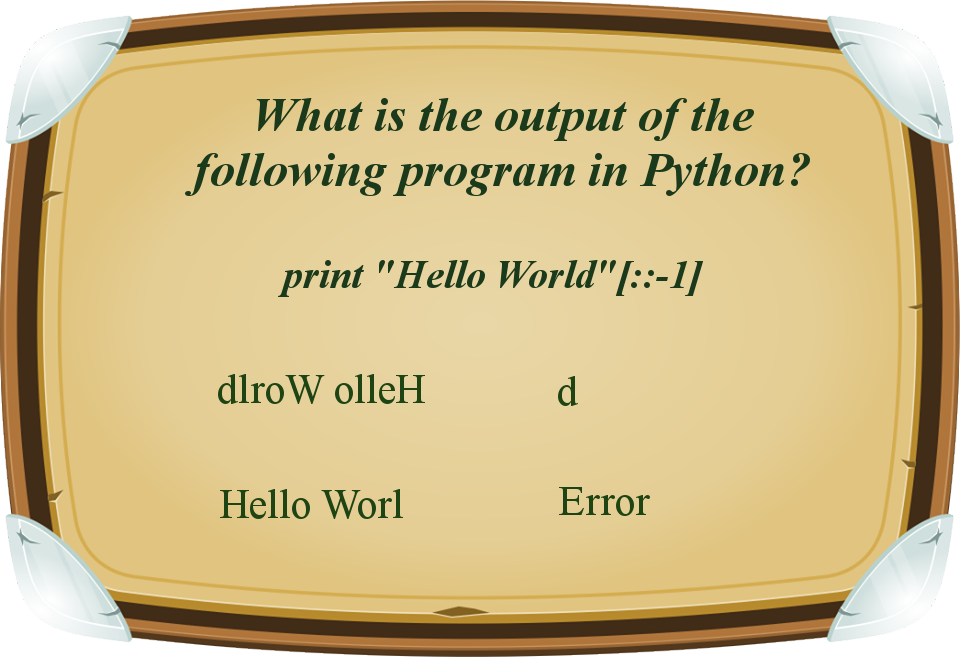 What is the output of the
following program in Python?
print "Hello World"[::-1]
dlroW olleH
d
Hello Worl
Error